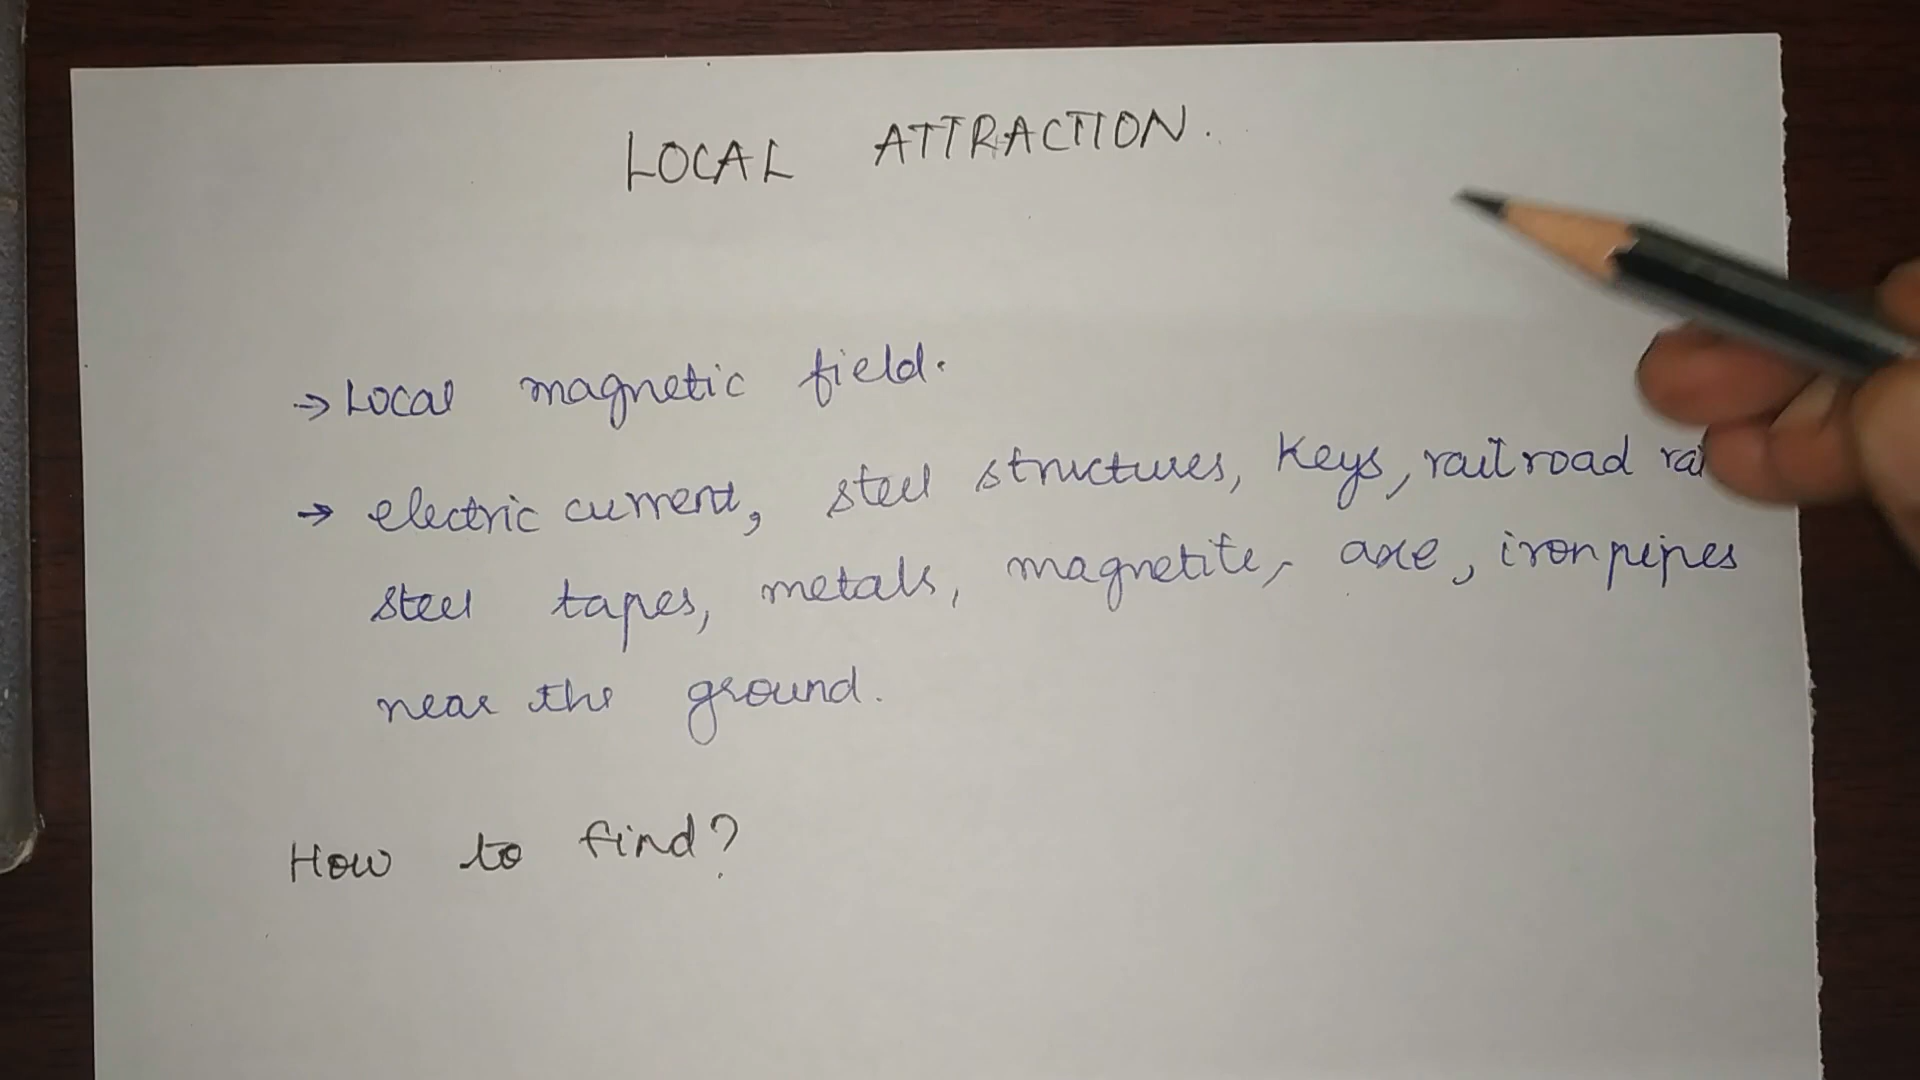 LOCAL ATTRACTION.
→ Local magnetic field.
→ electric current, steel structures, Keys, railroad
steel tapes, metals, magnetite, axe, iron pipes
near the ground.
How to find?